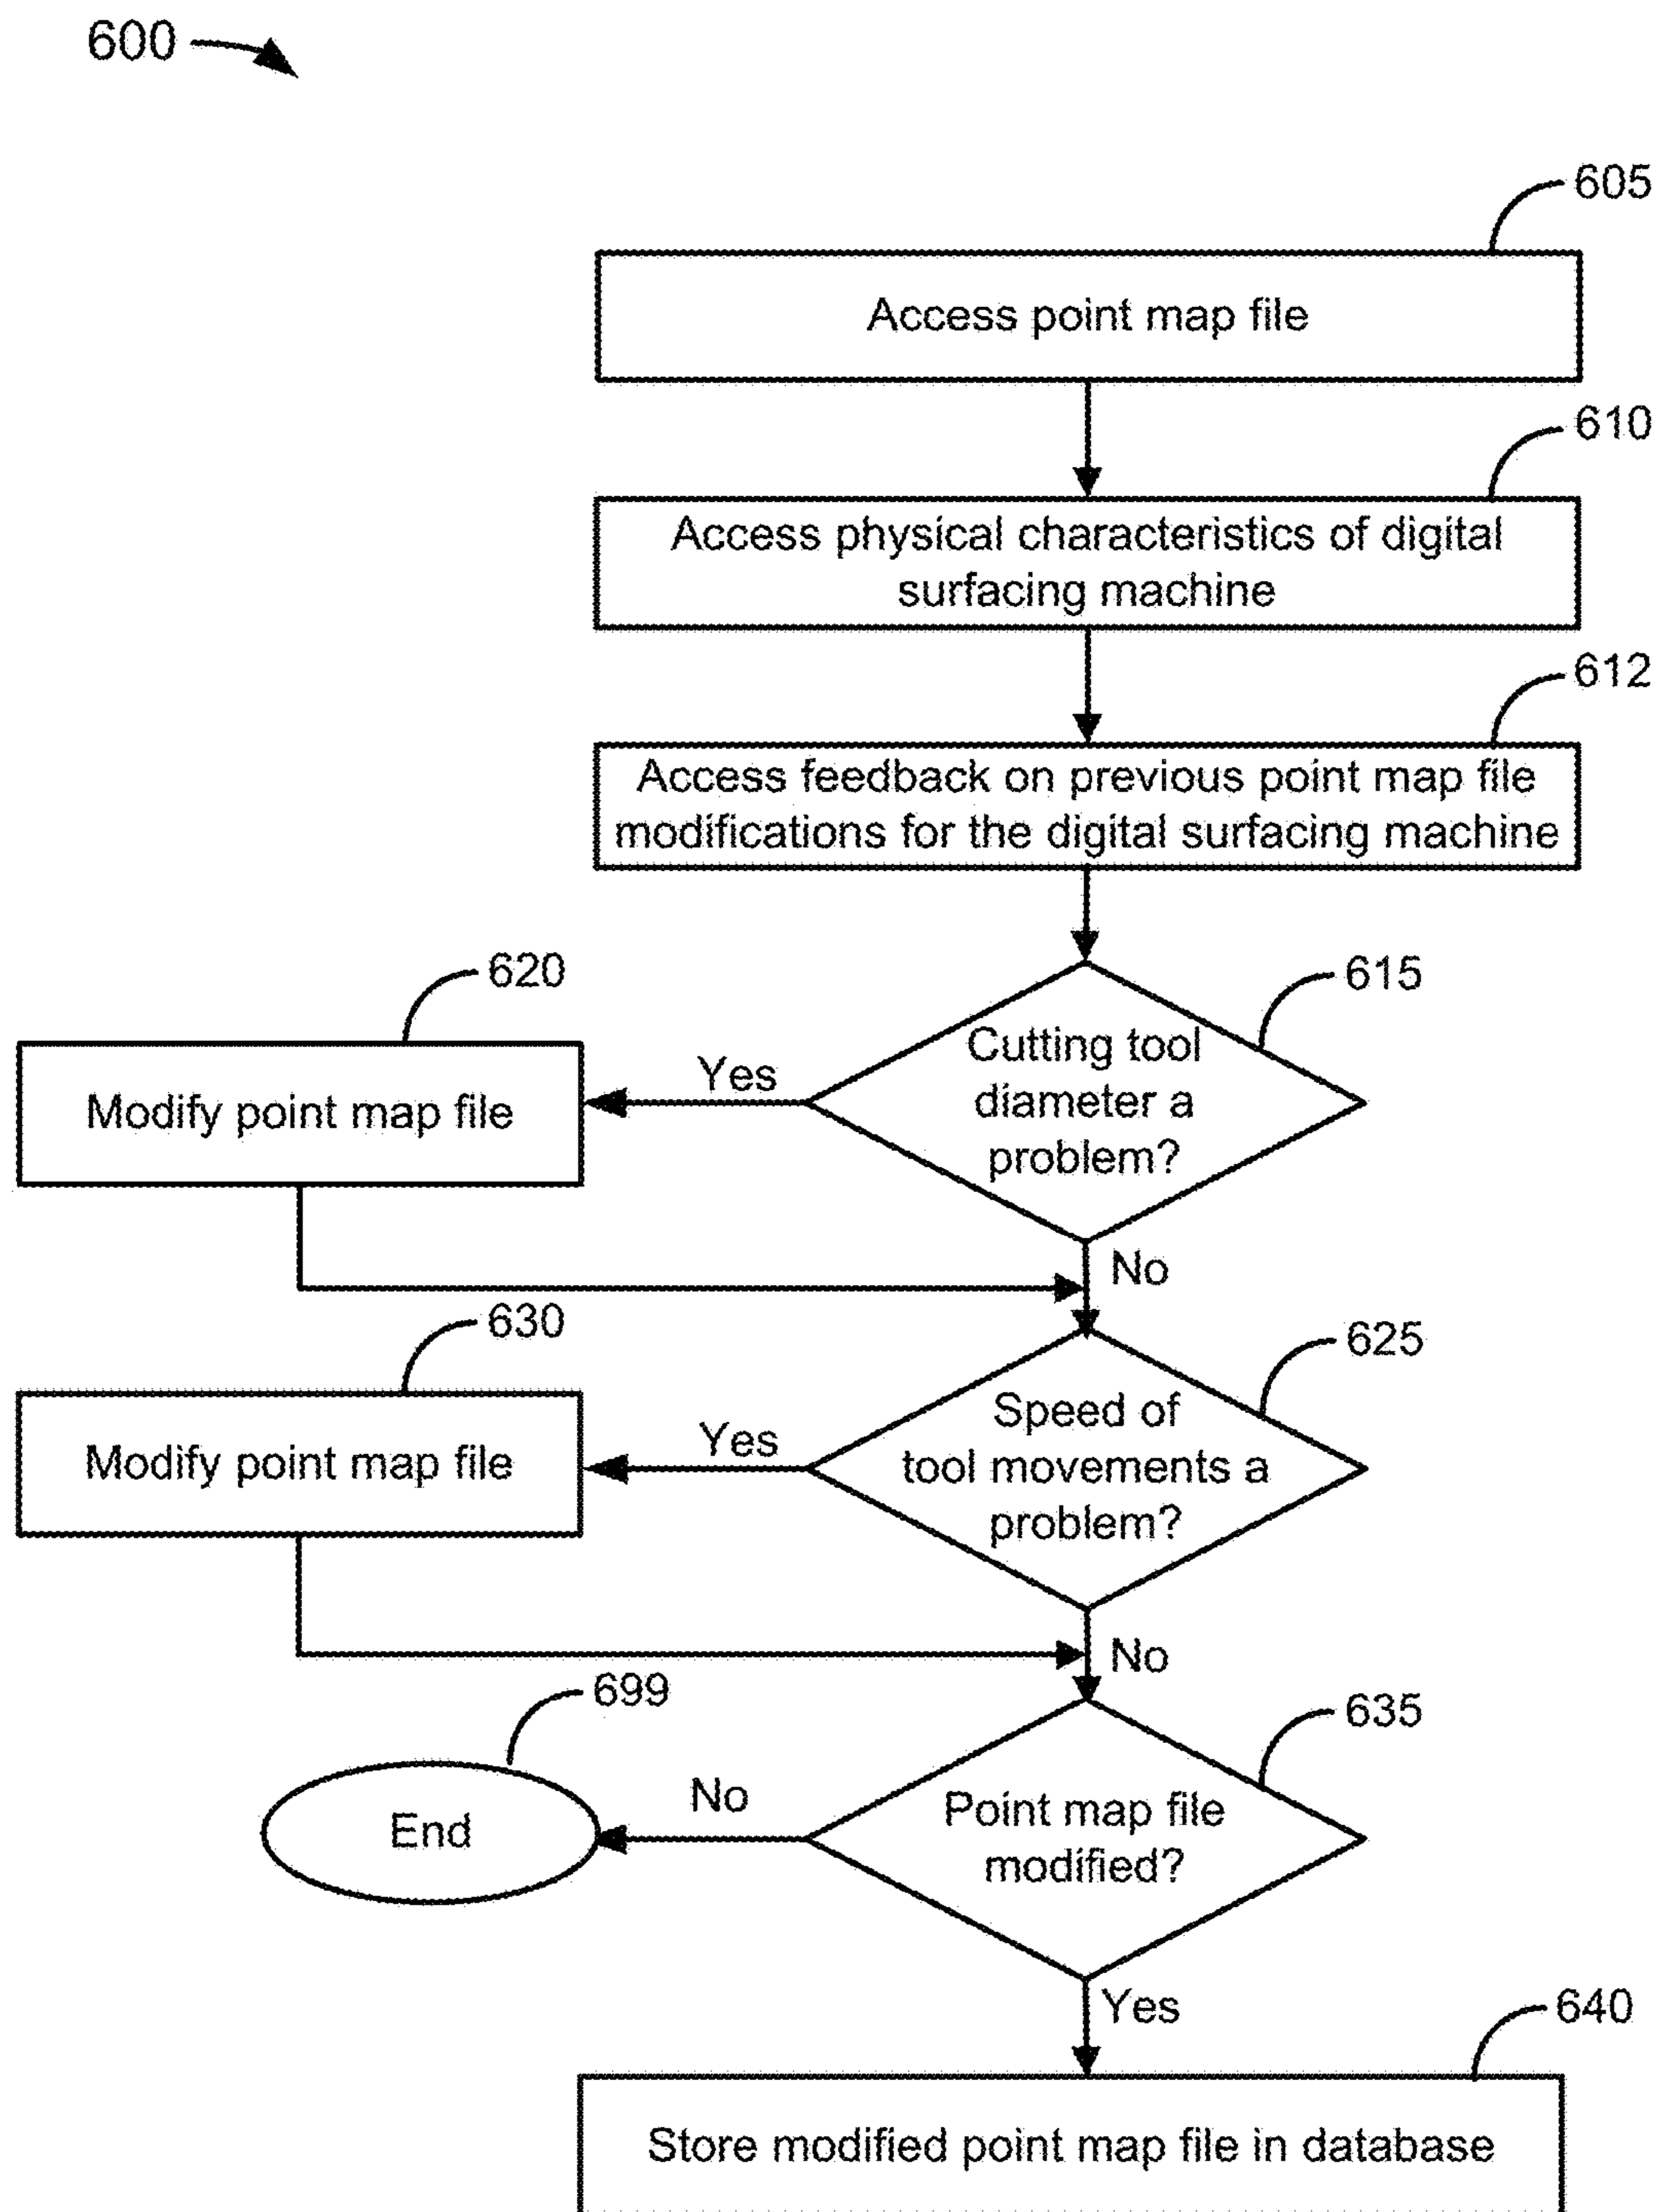 600
605
Access point map file
610
Access physical characteristics of digital
surfacing machine
612
Access feedback on previous point map file
modifications for the digital surfacing machine
620
615
Modify point map file
Yes
Cutting tool
diameter a
problem?
No
630
625
Modify point map file
Yes
Speed of
tool movements a
problem?
No
699
635
End
No
Point map file
modified?
Yes
640
Store modified point map file in database